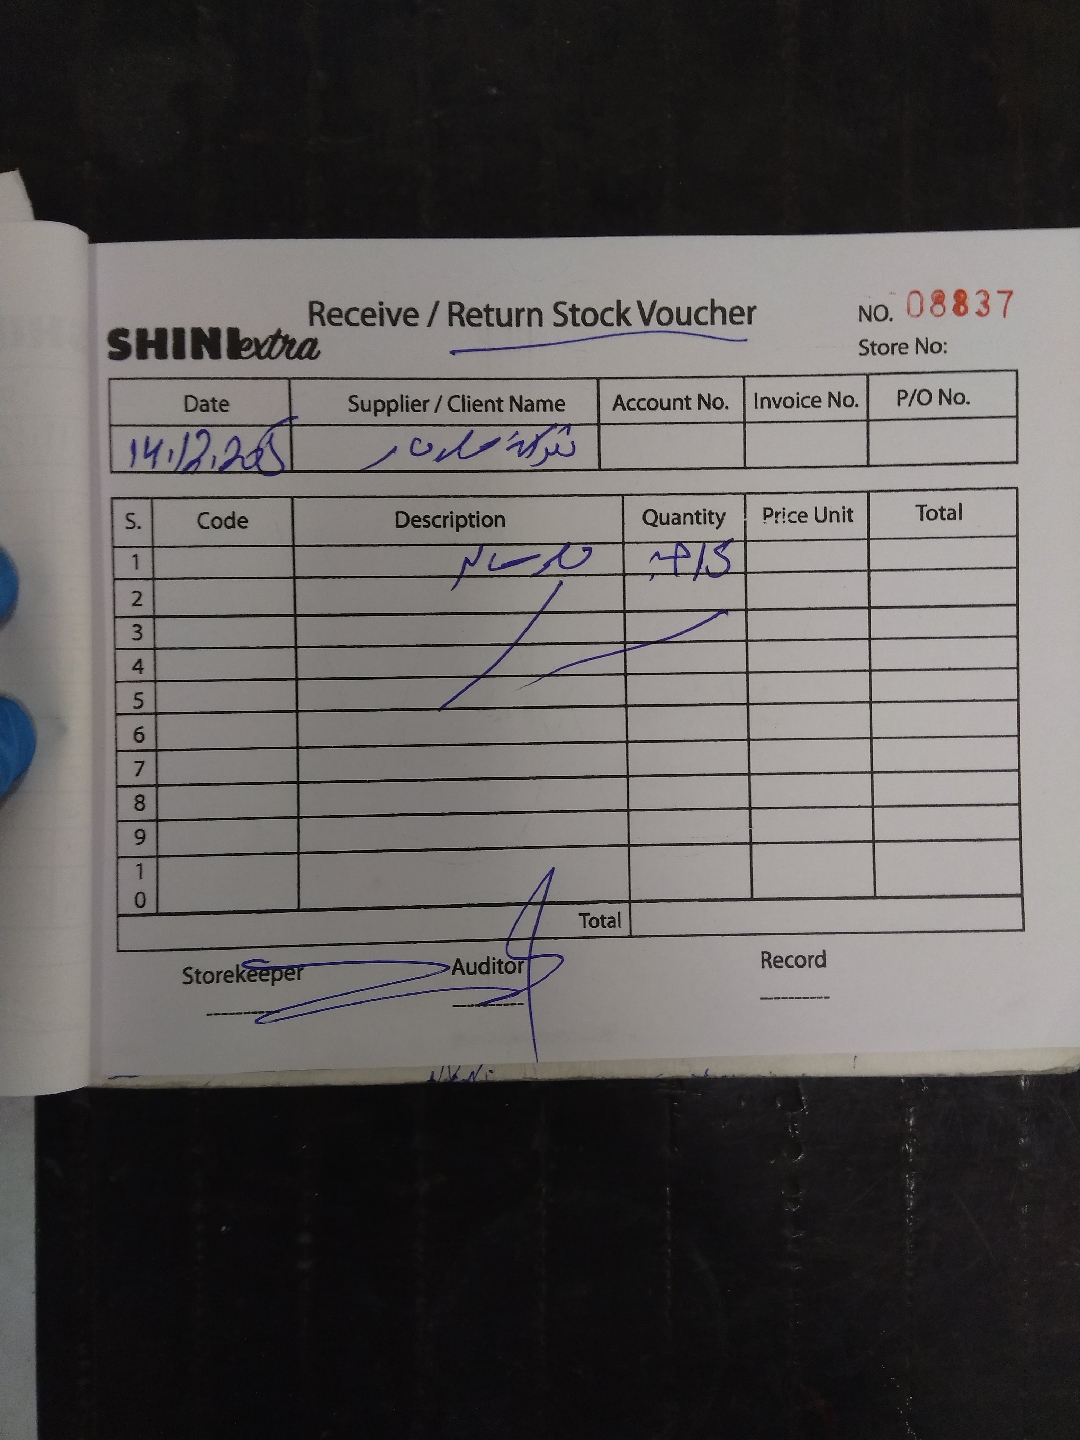 Receive / Return Stock Voucher
NO. 08837
SHINIextra
Store No:
Date Supplier / Client Name Account No. Invoice No. P/O No.
14.12.2025 شركة
S. Code Description Quantity Price Unit Total
1
2
3
4
5
6
7
8
9
10
Total
Storekeeper Auditor Record